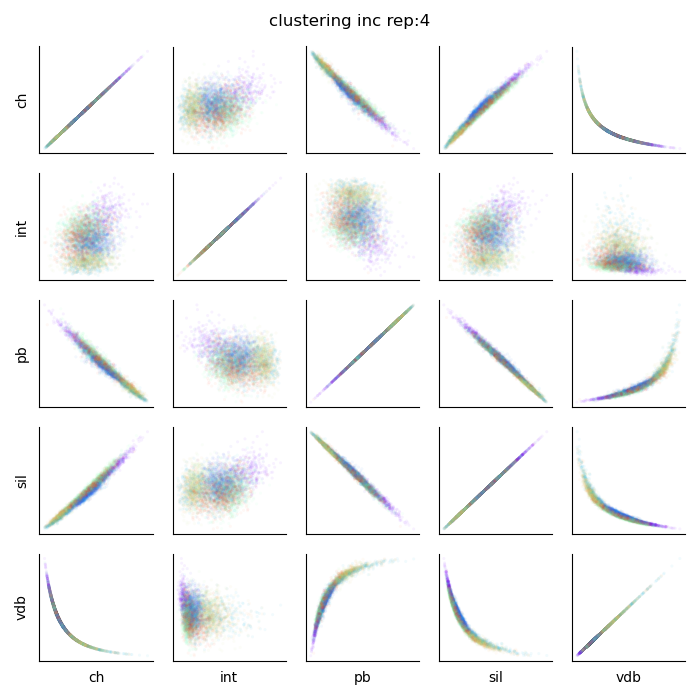 clustering inc rep:4
ch
int
pb
sil
vdb
ch int pb sil vdb